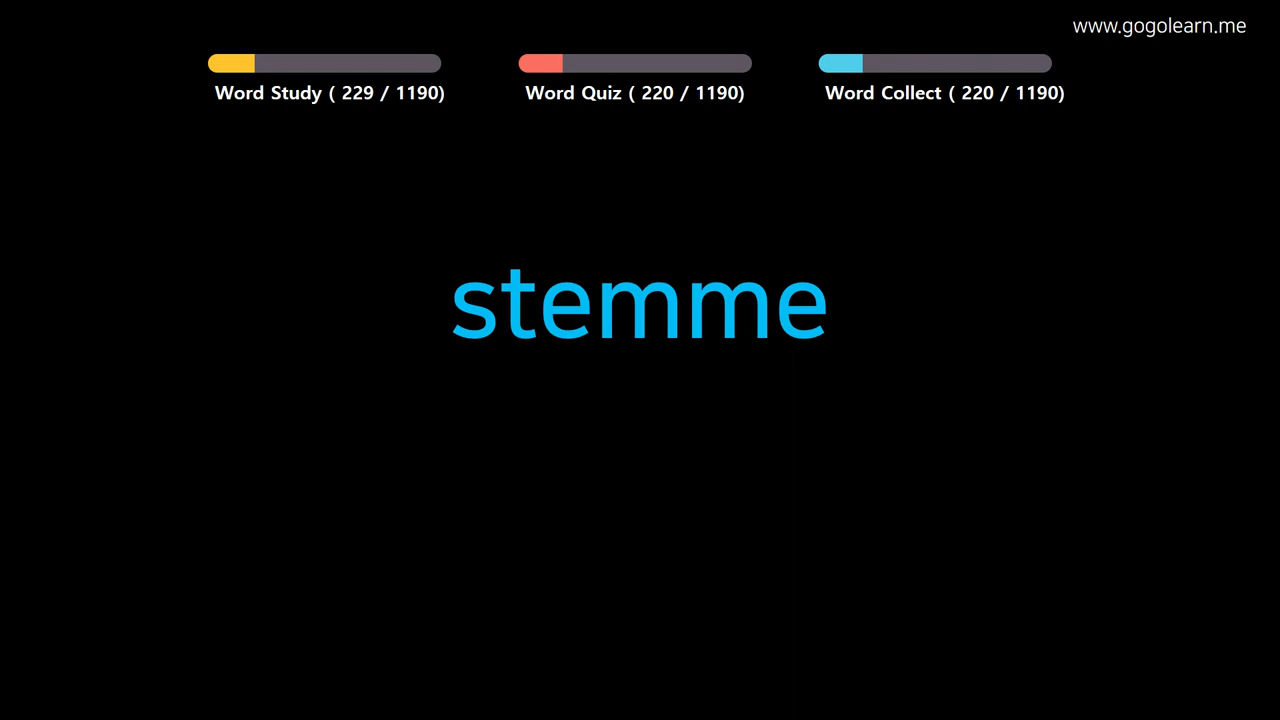 www.gogolearn.me
Word Study ( 229 / 1190)
Word Quiz ( 220 / 1190)
Word Collect ( 220 / 1190)
stemme